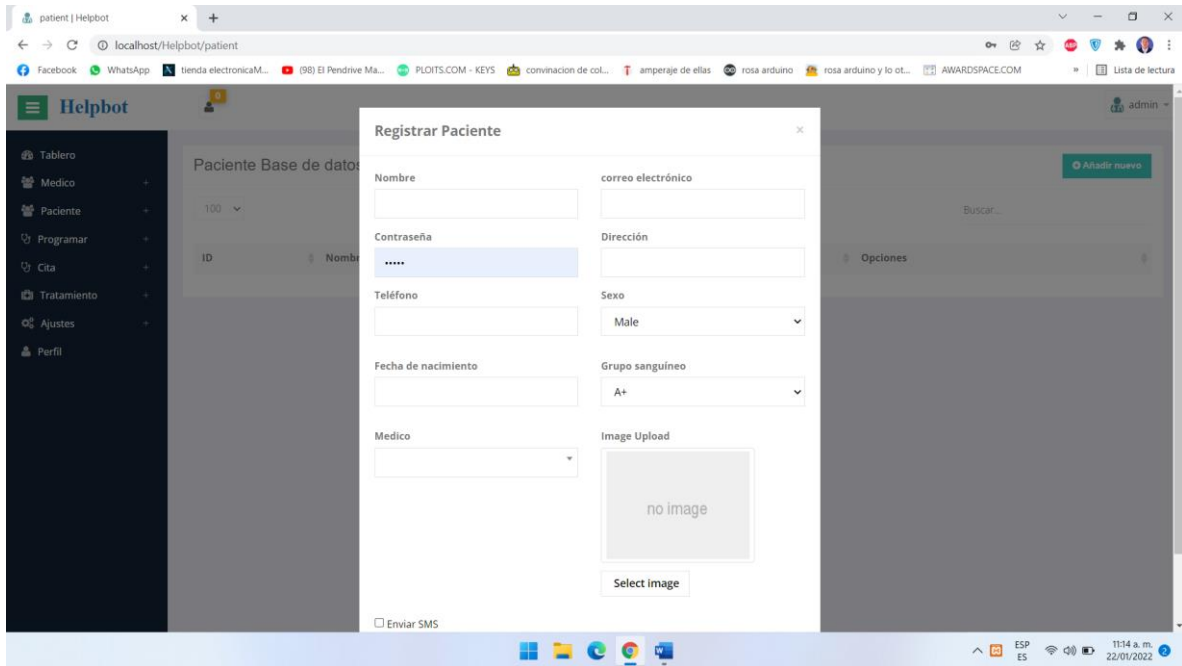 patient | Helpbot
localhost/Helpbot/patient
Facebook WhatsApp tienda electronicaM... (98) El Pendrive Ma... PLOITS.COM - KEYS convinacion de col... amperaje de ellas rosa arduino rosa arduino y lo ot... AWARDSPACE.COM » Lista de lectura
Helpbot 0 admin
Tablero
Medico +
Paciente +
Programar +
Cita +
Tratamiento +
Ajustes +
Perfil
Paciente Base de datos
Añadir nuevo
100
Buscar...
ID Nombr Opciones
Registrar Paciente ×
Nombre correo electrónico
Contraseña Dirección
•••••
Teléfono Sexo
Male
Fecha de nacimiento Grupo sanguíneo
A+
Medico Image Upload
no image
Select image
Enviar SMS
ESP
ES
11:14 a. m.
22/01/2022
2